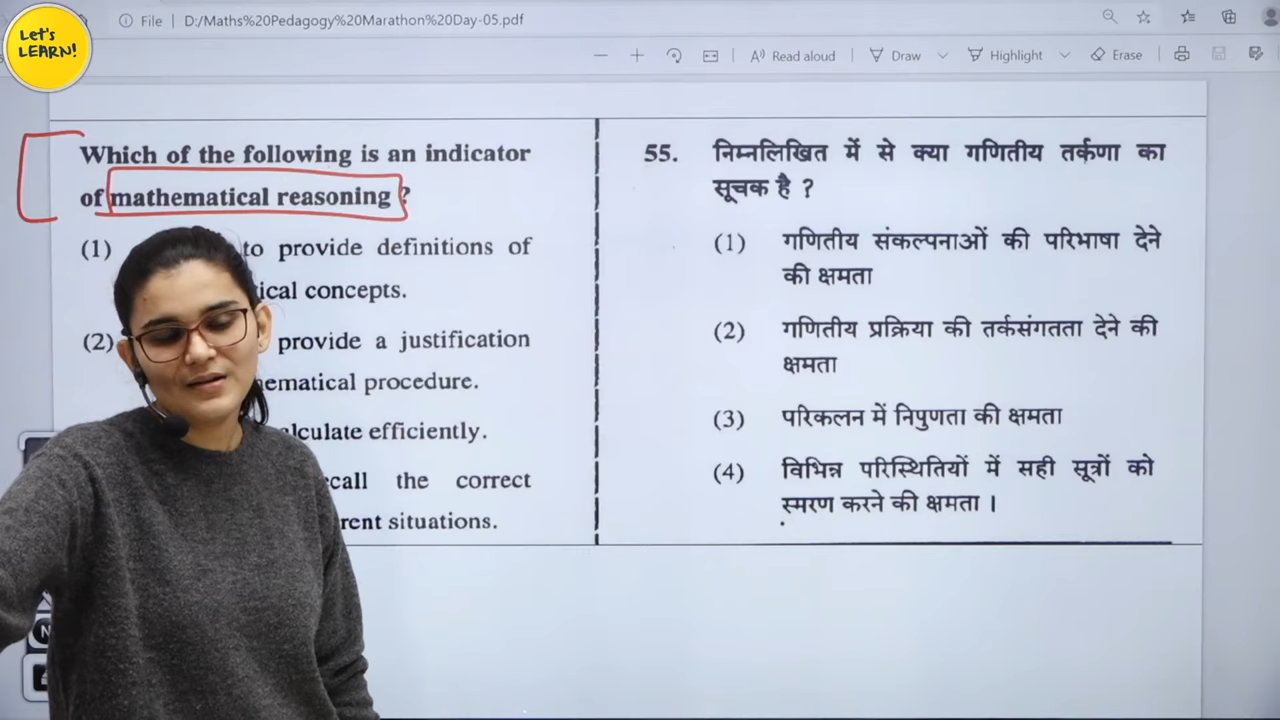 Let's
LEARN!
File
D:/Maths%20Pedagogy%20Marathon%20Day-05.pdf
Read aloud
Draw
Highlight
Erase
Which of the following is an indicator
of mathematical reasoning ?
(1) to provide definitions of
ical concepts.
(2) provide a justification
ematical procedure.
alculate efficiently.
call the correct
rent situations.
55. निम्नलिखित में से क्या गणितीय तर्कणा का
सूचक है ?
(1) गणितीय संकल्पनाओं की परिभाषा देने
की क्षमता
(2) गणितीय प्रक्रिया की तर्कसंगतता देने की
क्षमता
(3) परिकलन में निपुणता की क्षमता
(4) विभिन्न परिस्थितियों में सही सूत्रों को
स्मरण करने की क्षमता ।